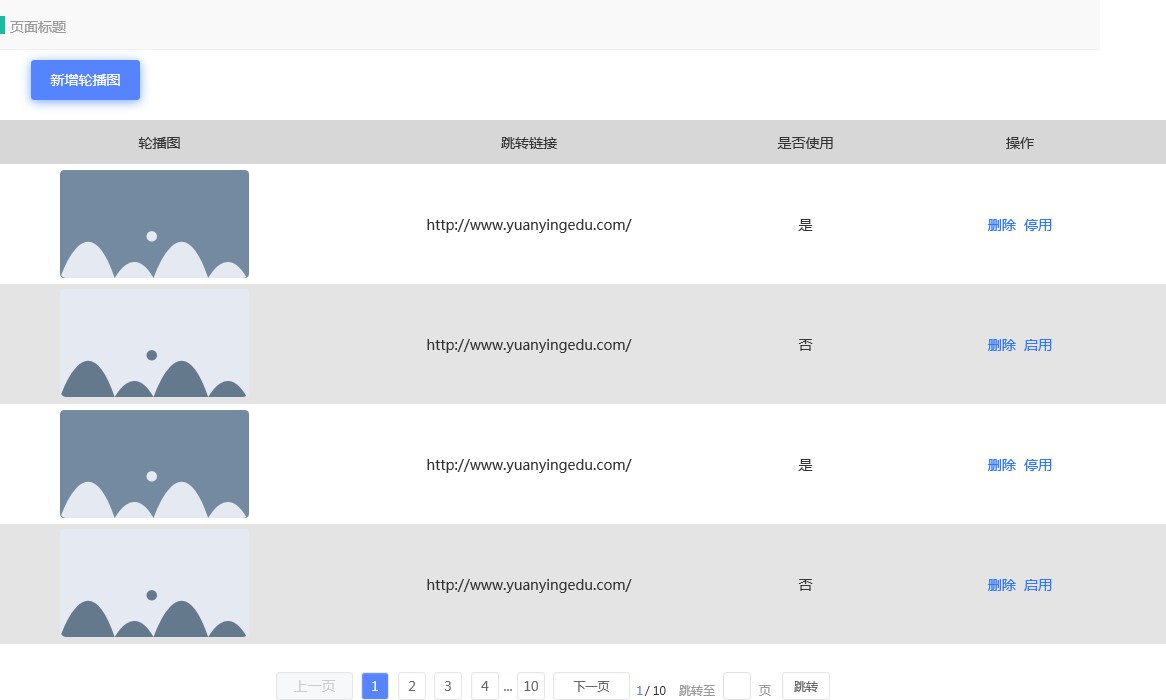 页面标题
新增轮播图
轮播图 跳转链接 是否使用 操作
http://www.yuanyingedu.com/ 是 删除 停用
http://www.yuanyingedu.com/ 否 删除 启用
http://www.yuanyingedu.com/ 是 删除 停用
http://www.yuanyingedu.com/ 否 删除 启用
上一页 1 2 3 4 ... 10 下一页 1 / 10 跳转至 页 跳转